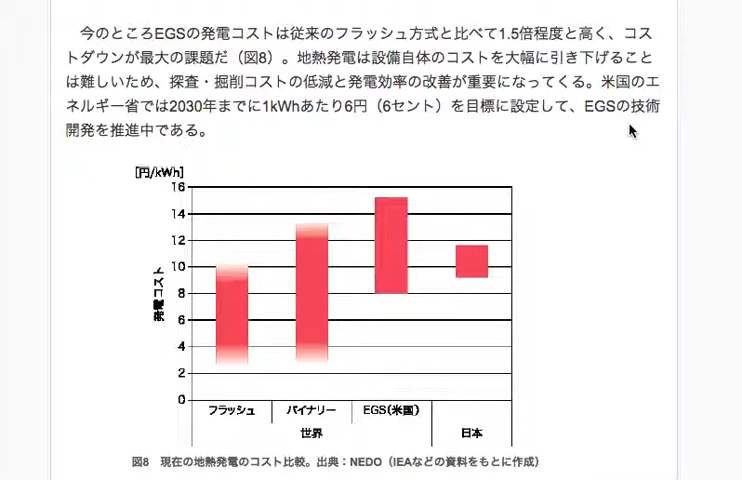 今のところEGSの発電コストは従来のフラッシュ方式と比べて1.5倍程度と高く、コス
トダウンが最大の課題だ（図8）。地熱発電は設備自体のコストを大幅に引き下げること
は難しいため、探査・掘削コストの低減と発電効率の改善が重要になってくる。米国のエ
ネルギー省では2030年までに1kWhあたり6円（6セント）を目標に設定して、EGSの技術
開発を推進中である。
[円/kWh]
16
14
12
10
8
6
4
2
0
発電コスト
フラッシュ バイナリー EGS(米国)
世界 日本
図8 現在の地熱発電のコスト比較。出典：NEDO（IEAなどの資料をもとに作成）